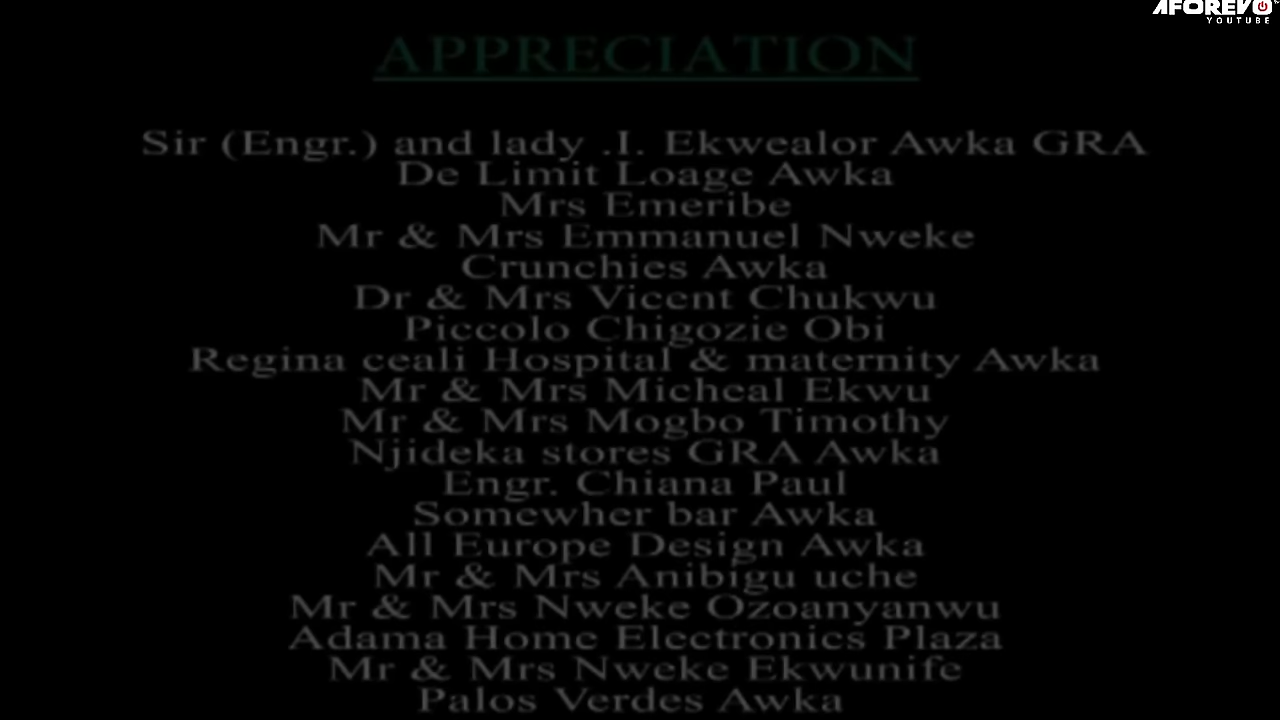 AFOREVO
YOUTUBE
APPRECIATION
Sir (Engr.) and lady .I. Ekwealor Awka GRA
De Limit Loage Awka
Mrs Emeribe
Mr & Mrs Emmanuel Nweke
Crunchies Awka
Dr & Mrs Vicent Chukwu
Piccolo Chigozie Obi
Regina ceali Hospital & maternity Awka
Mr & Mrs Micheal Ekwu
Mr & Mrs Mogbo Timothy
Njideka stores GRA Awka
Engr. Chiana Paul
Somewher bar Awka
All Europe Design Awka
Mr & Mrs Anibigu uche
Mr & Mrs Nweke Ozoanyanwu
Adama Home Electronics Plaza
Mr & Mrs Nweke Ekwunife
Palos Verdes Awka